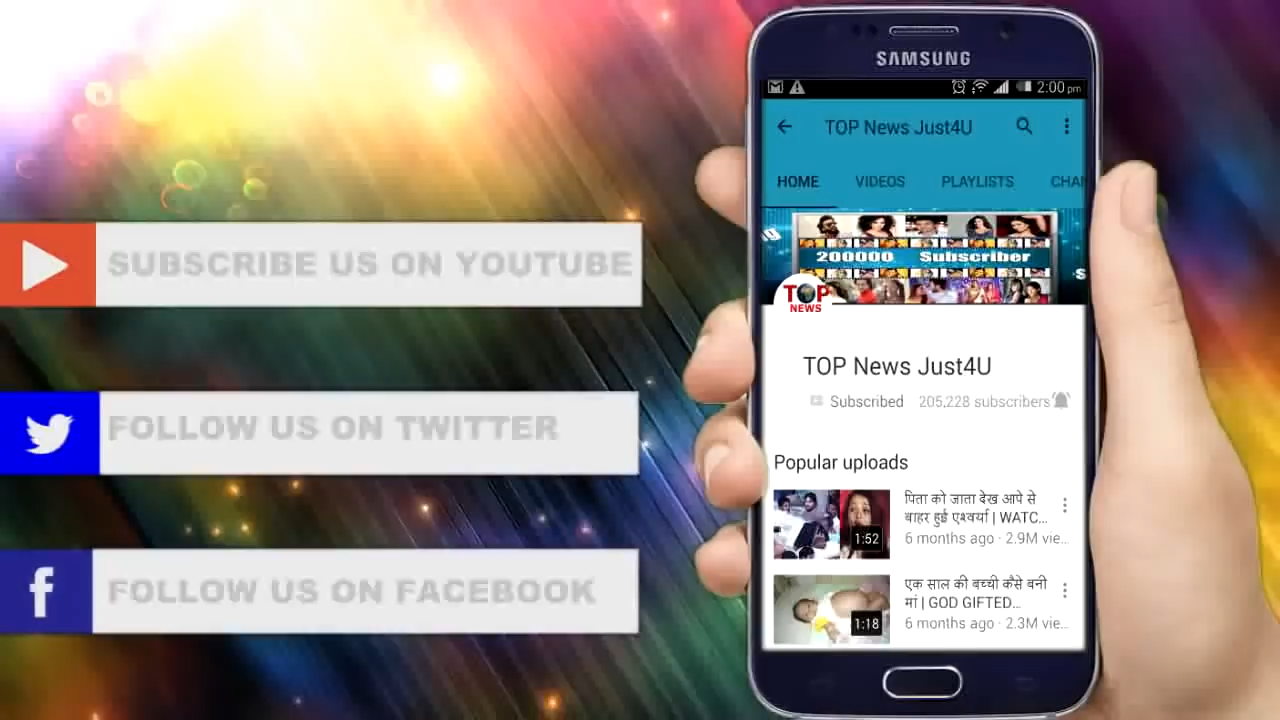 SUBSCRIBE US ON YOUTUBE
FOLLOW US ON TWITTER
FOLLOW US ON FACEBOOK
SAMSUNG
2:00 pm
TOP News Just4U
HOME VIDEOS PLAYLISTS CHAN
200000 Subscriber
TOP
NEWS
TOP News Just4U
Subscribed 205,228 subscribers
Popular uploads
पिता को जाता देख आपे से
बाहर हुई एश्वर्या | WATC...
6 months ago · 2.9M vie...
1:52
एक साल की बच्ची कैसे बनी
मां | GOD GIFTED...
6 months ago · 2.3M vie...
1:18